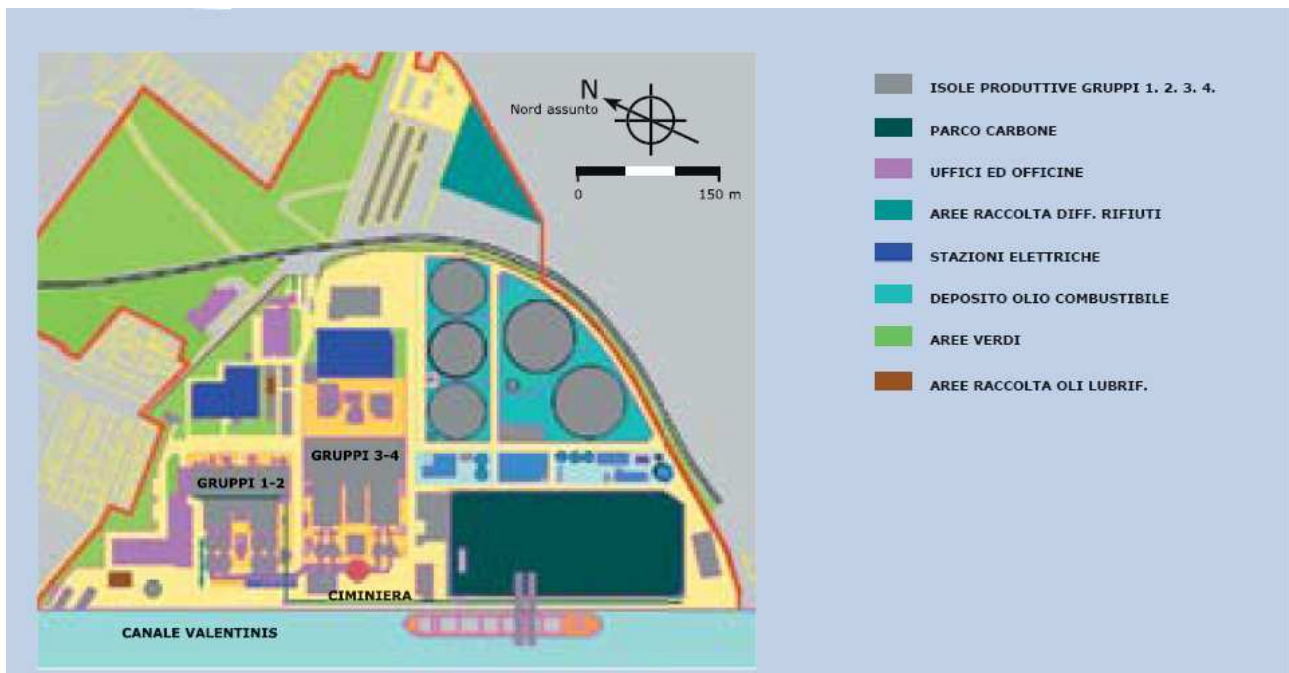 N
Nord assunto
0 150 m
GRUPPI 3-4
GRUPPI 1-2
CIMINIERA
CANALE VALENTINIS
ISOLE PRODUTTIVE GRUPPI 1. 2. 3. 4.
PARCO CARBONE
UFFICI ED OFFICINE
AREE RACCOLTA DIFF. RIFIUTI
STAZIONI ELETTRICHE
DEPOSITO OLIO COMBUSTIBILE
AREE VERDI
AREE RACCOLTA OLI LUBRIF.